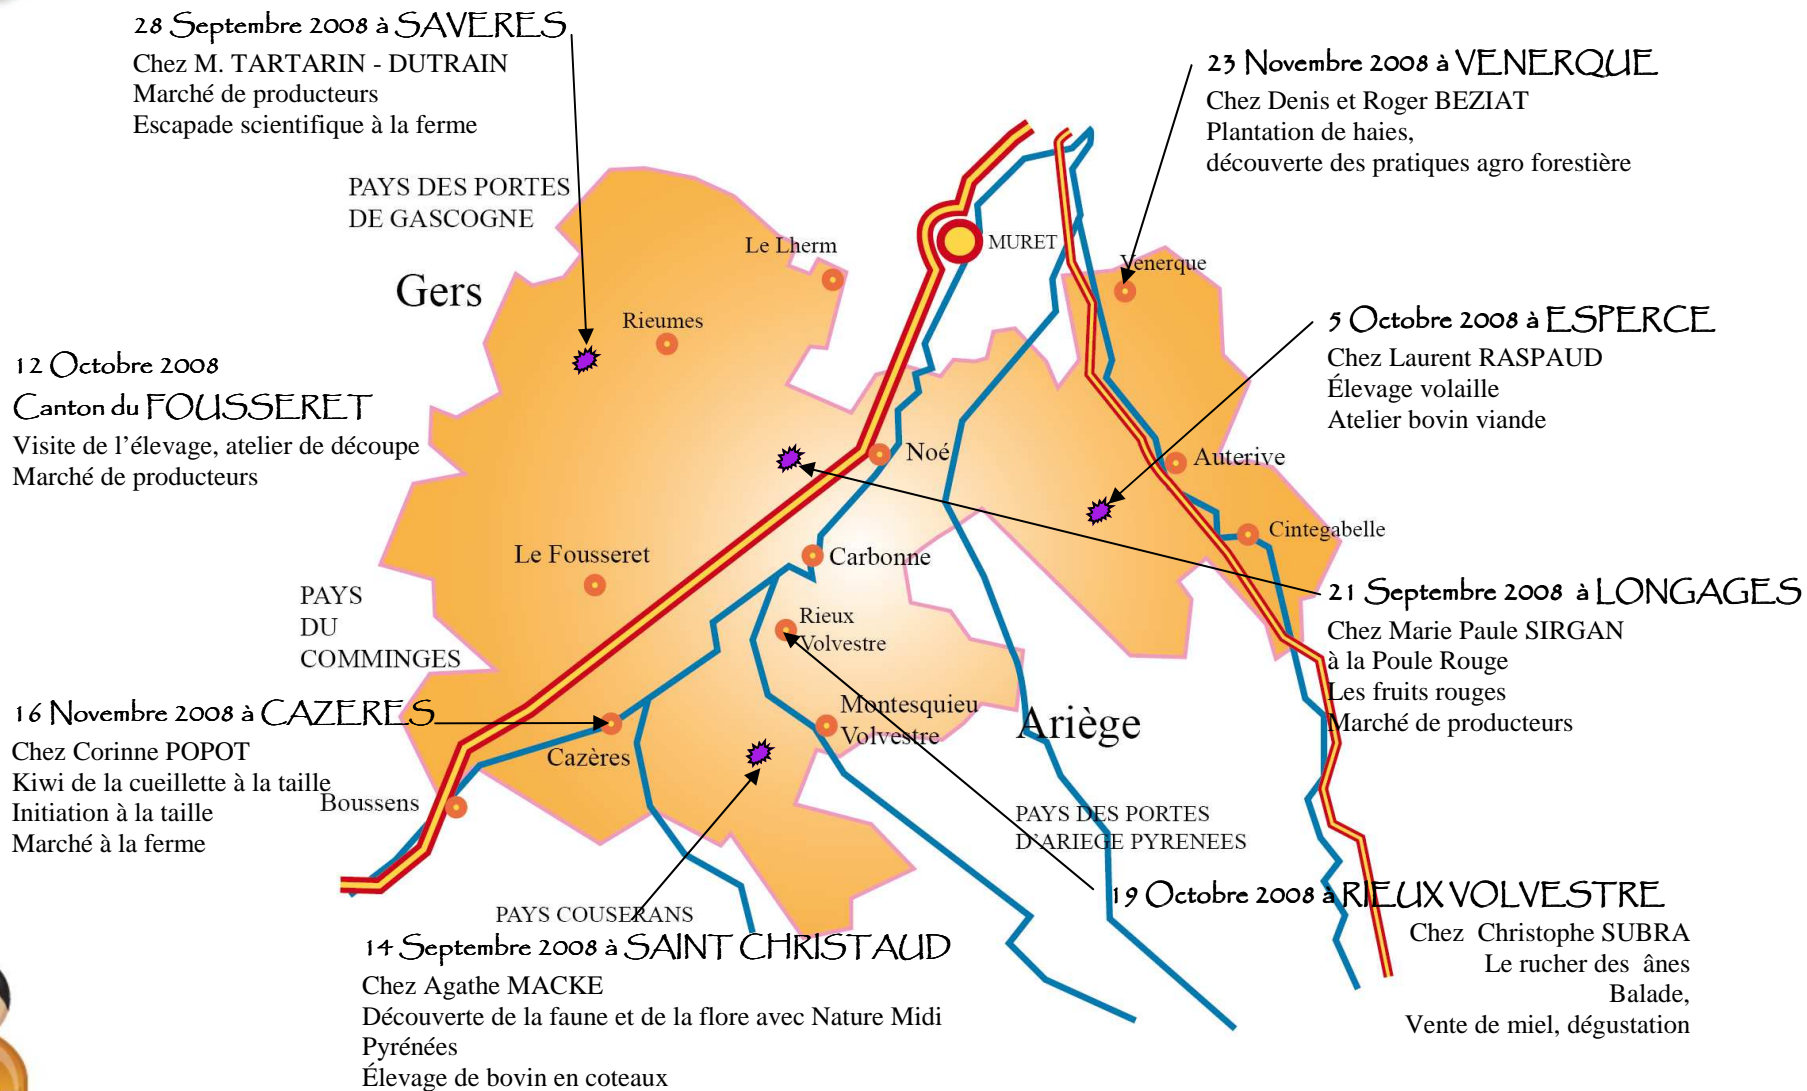 28 Septembre 2008 à SAVERES
Chez M. TARTARIN - DUTRAIN
Marché de producteurs
Escapade scientifique à la ferme
23 Novembre 2008 à VENERQUE
Chez Denis et Roger BEZIAT
Plantation de haies,
découverte des pratiques agro forestière
PAYS DES PORTES
DE GASCOGNE
Gers
Le Lherm
MURET
Venerque
Rieumes
5 Octobre 2008 à ESPERCE
Chez Laurent RASPAUD
Élevage volaille
Atelier bovin viande
12 Octobre 2008
Canton du FOUSSERET
Visite de l'élevage, atelier de découpe
Marché de producteurs
Noé
Auterive
Cintegabelle
Le Fousseret
Carbonne
PAYS
DU
COMMINGES
Rieux
Volvestre
21 Septembre 2008 à LONGAGES
Chez Marie Paule SIRGAN
à la Poule Rouge
Les fruits rouges
Marché de producteurs
16 Novembre 2008 à CAZERES
Chez Corinne POPOT
Kiwi de la cueillette à la taille
Initiation à la taille
Marché à la ferme
Cazères
Boussens
Montesquieu
Volvestre
Ariège
PAYS DES PORTES
D'ARIEGE PYRENEES
19 Octobre 2008 à RIEUX VOLVESTRE
Chez Christophe SUBRA
Le rucher des ânes
Balade,
Vente de miel, dégustation
PAYS COUSERANS
14 Septembre 2008 à SAINT CHRISTAUD
Chez Agathe MACKE
Découverte de la faune et de la flore avec Nature Midi
Pyrénées
Élevage de bovin en coteaux